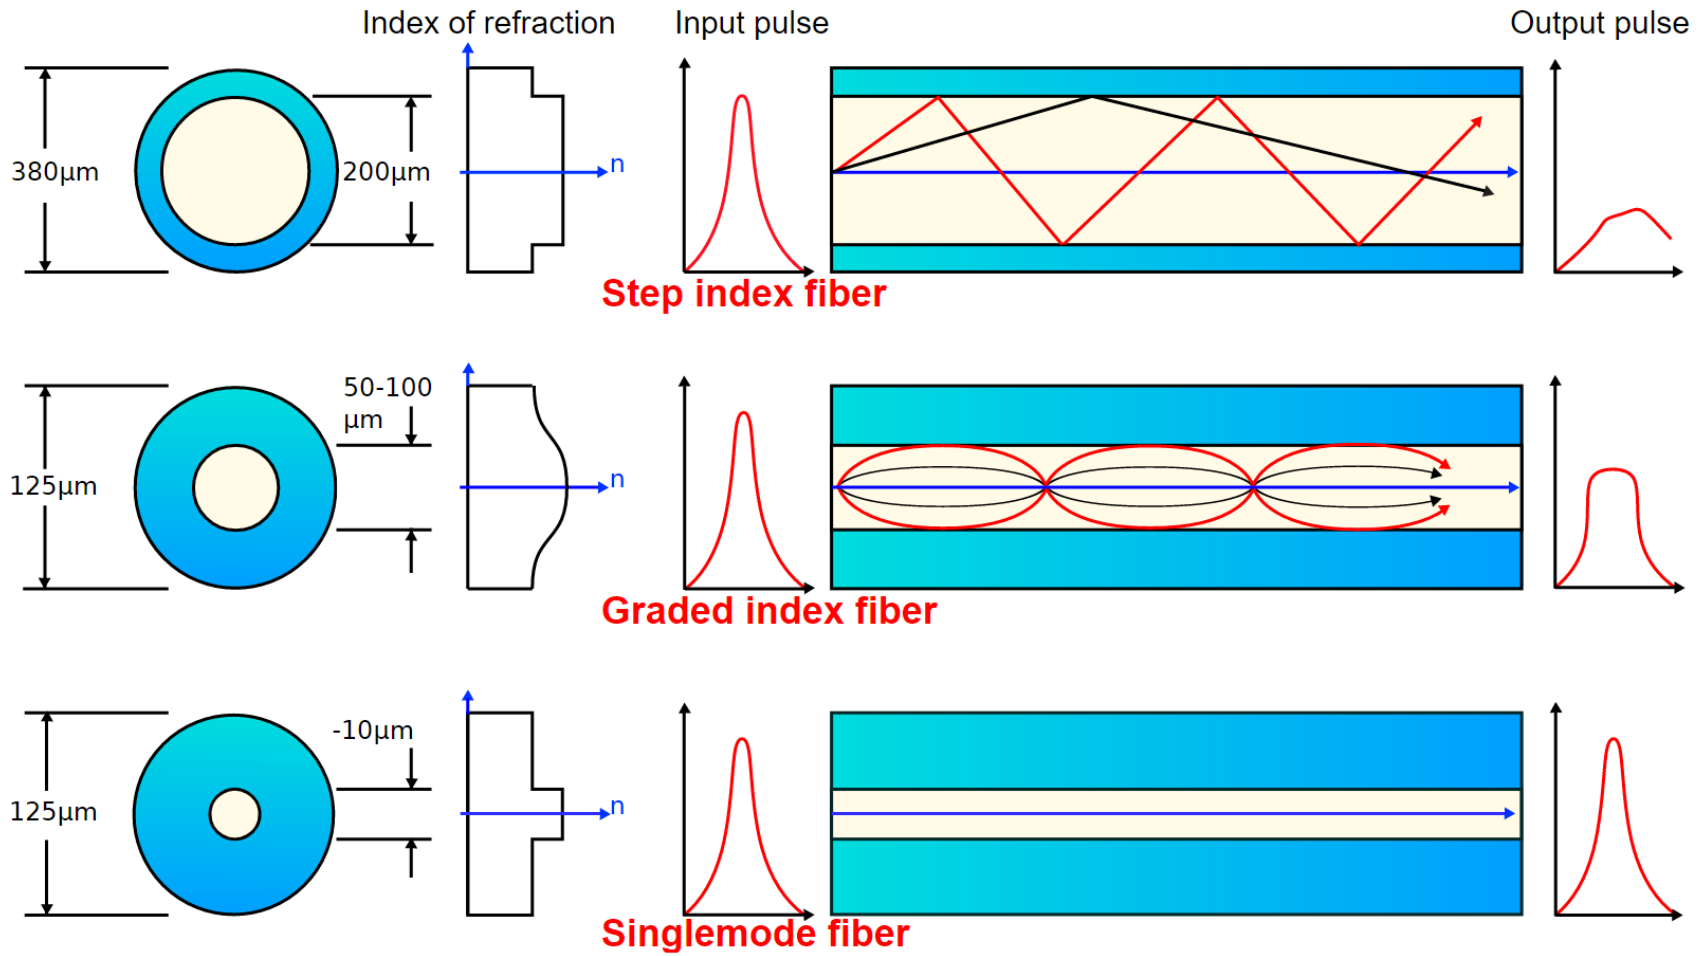 Index of refraction
Input pulse
Output pulse
380µm
200µm
n
Step index fiber
50-100
µm
125µm
n
Graded index fiber
-10µm
125µm
n
Singlemode fiber